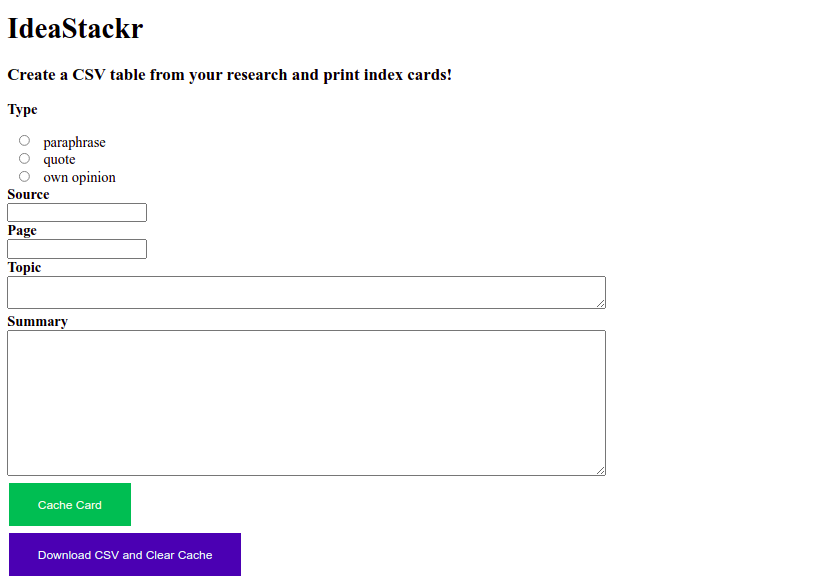 IdeaStackr
Create a CSV table from your research and print index cards!
Type
paraphrase
quote
own opinion
Source
Page
Topic
Summary
Cache Card
Download CSV and Clear Cache